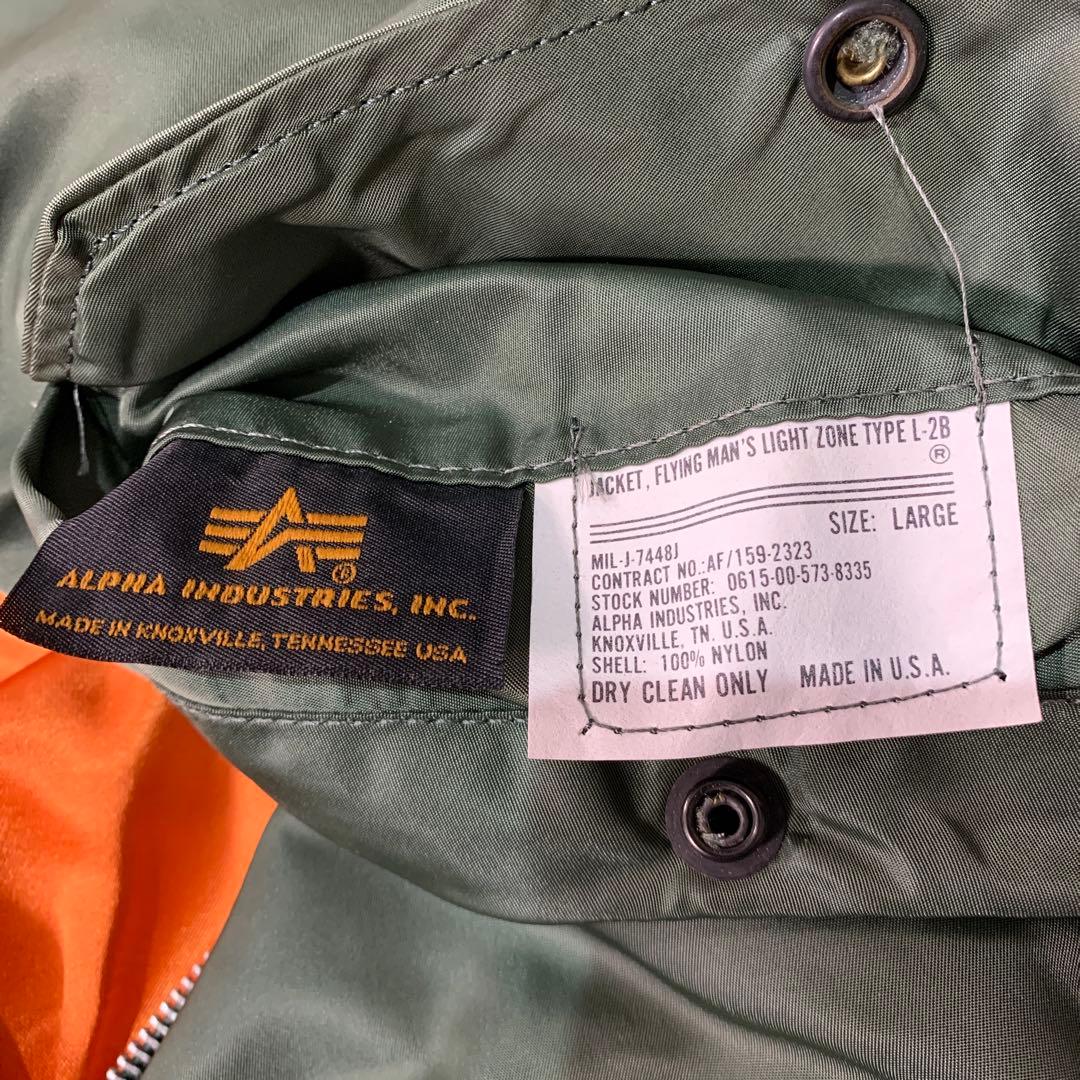 ALPHA INDUSTRIES, INC.
MADE IN KNOXVILLE, TENNESSEE USA
JACKET, FLYING MAN'S LIGHT ZONE TYPE L-2B
®
SIZE: LARGE
MIL-J-7448J
CONTRACT NO.:AF/159-2323
STOCK NUMBER: 0615-00-573-8335
ALPHA INDUSTRIES, INC.
KNOXVILLE, TN. U.S.A.
SHELL: 100% NYLON
DRY CLEAN ONLY MADE IN U.S.A.